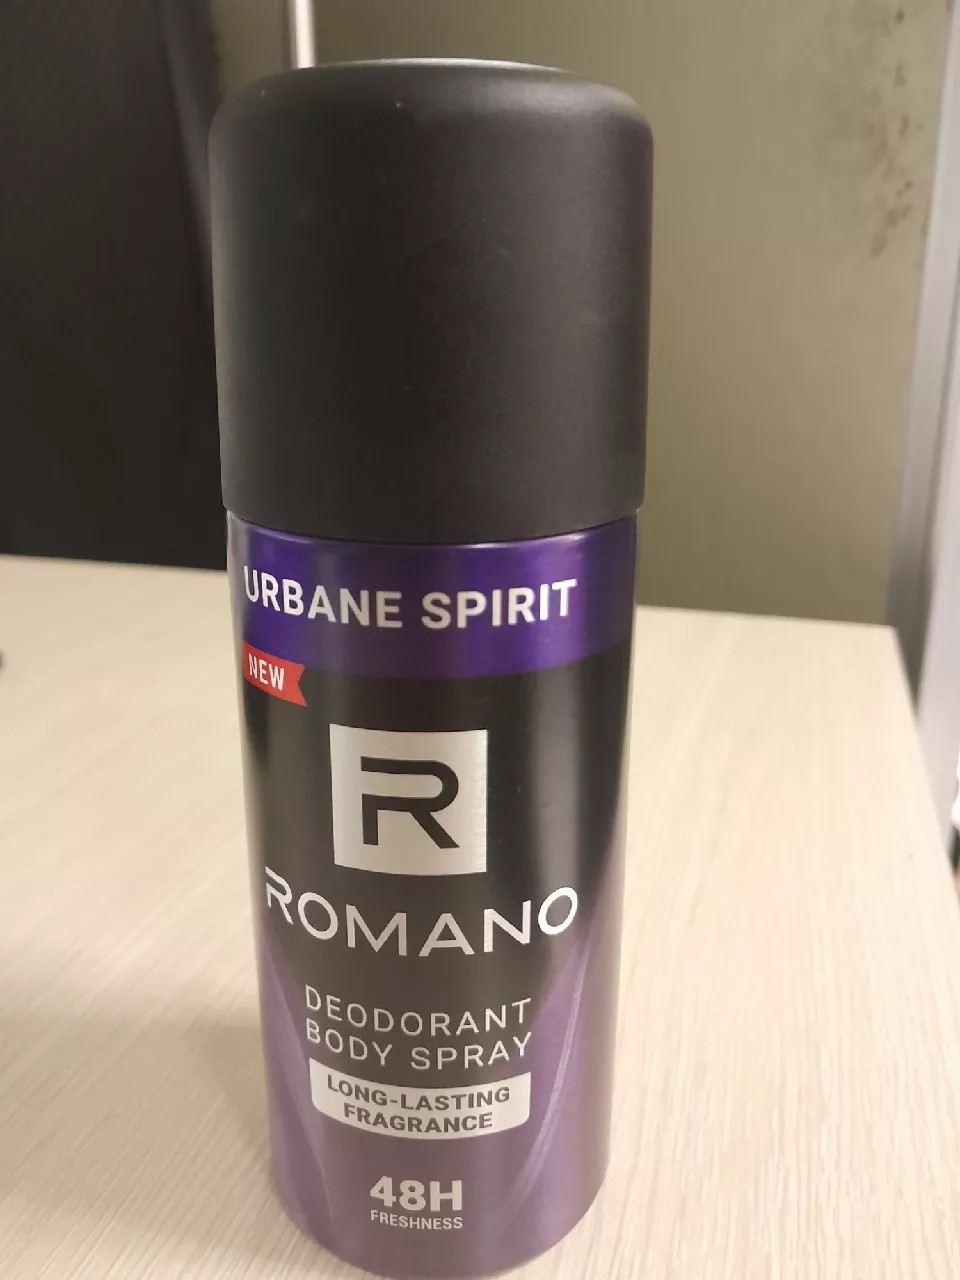 URBANE SPIRIT
NEW
R
ROMANO
DEODORANT
BODY SPRAY
LONG-LASTING
FRAGRANCE
48H
FRESHNESS